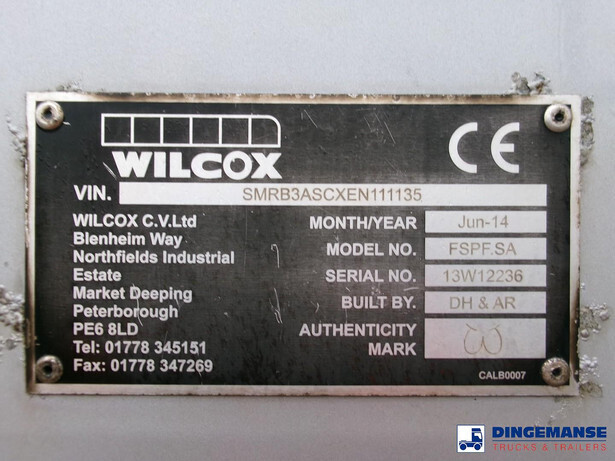 WILCOX
CE
VIN. SMRB3ASCXEN111135
WILCOX C.V.Ltd
Blenheim Way
Northfields Industrial
Estate
Market Deeping
Peterborough
PE6 8LD
Tel: 01778 345151
Fax: 01778 347269
MONTH/YEAR Jun-14
MODEL NO. FSPF.SA
SERIAL NO. 13W12236
BUILT BY. DH & AR
AUTHENTICITY
MARK
CALB0007
DINGEMANSE
TRUCKS & TRAILERS